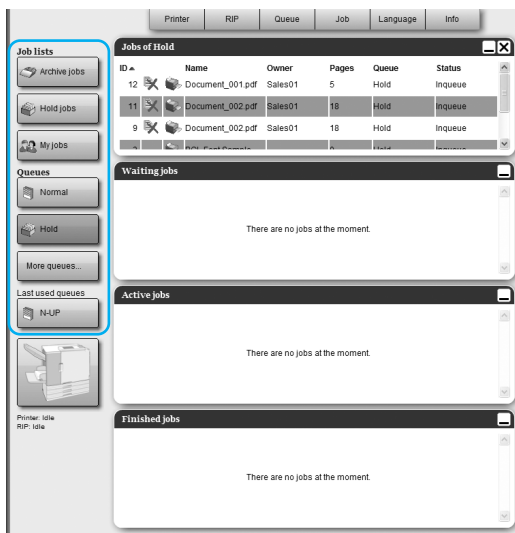 Printer RIP Queue Job Language Info
Job lists
Archive jobs
Hold jobs
My jobs
Queues
Normal
Hold
More queues...
Last used queues
N-UP
Printer: Idle
RIP: Idle
Jobs of Hold
ID Name Owner Pages Queue Status
12 Document_001.pdf Sales01 5 Hold Inqueue
11 Document_002.pdf Sales01 18 Hold Inqueue
9 Document_002.pdf Sales01 18 Hold Inqueue
Waiting jobs
There are no jobs at the moment.
Active jobs
There are no jobs at the moment.
Finished jobs
There are no jobs at the moment.